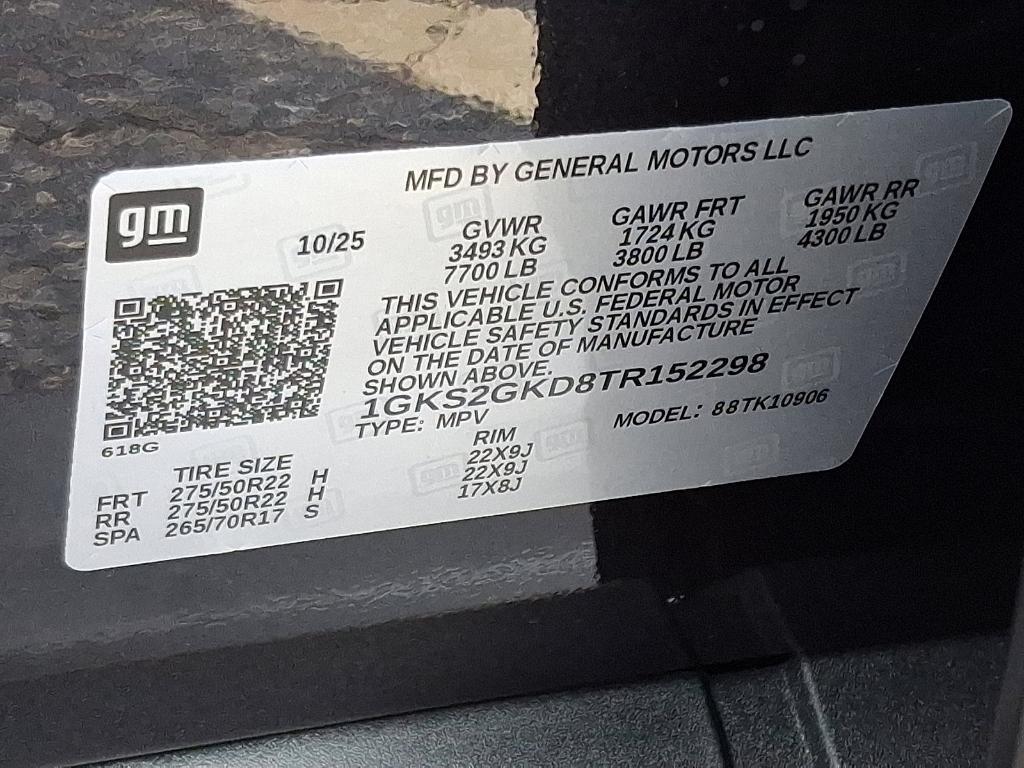 MFD BY GENERAL MOTORS LLC
gm
10/25
GVWR GAWR FRT GAWR RR
3493 KG 1724 KG 1950 KG
7700 LB 3800 LB 4300 LB
THIS VEHICLE CONFORMS TO ALL
APPLICABLE U.S. FEDERAL MOTOR
VEHICLE SAFETY STANDARDS IN EFFECT
ON THE DATE OF MANUFACTURE
SHOWN ABOVE.
1GKS2GKD8TR152298
TYPE: MPV MODEL: 88TK10906
618G
TIRE SIZE RIM
FRT 275/50R22 H 22X9J
RR 275/50R22 H 22X9J
SPA 265/70R17 S 17X8J